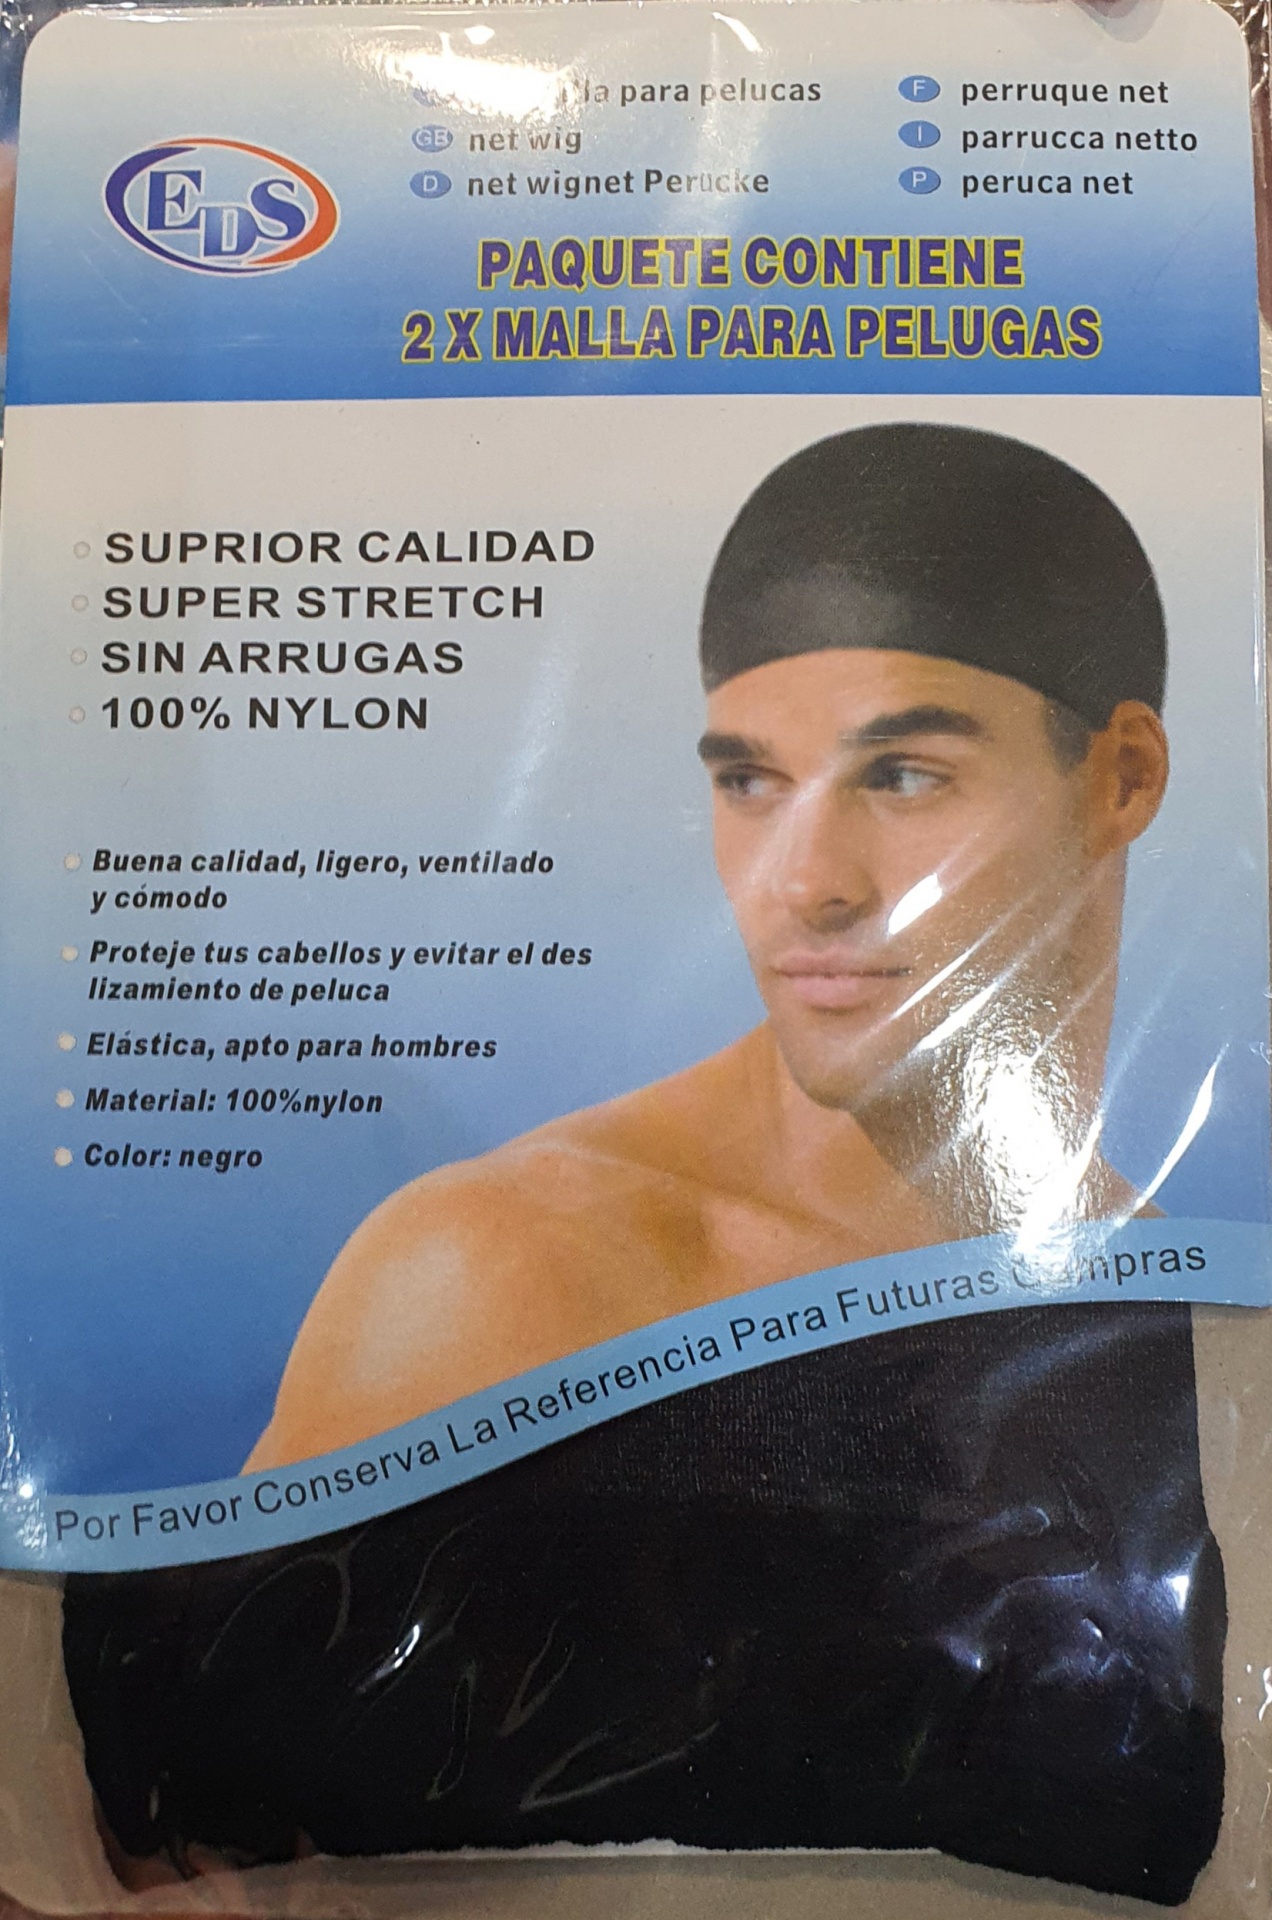 para pelucas
GB net wig
D net wignet Perucke
F perruque net
I parrucca netto
P peruca net
EDS
PAQUETE CONTIENE
2 X MALLA PARA PELUGAS
SUPRIOR CALIDAD
SUPER STRETCH
SIN ARRUGAS
100% NYLON
Buena calidad, ligero, ventilado
y cómodo
Proteje tus cabellos y evitar el des
lizamiento de peluca
Elástica, apto para hombres
Material: 100%nylon
Color: negro
Por Favor Conserva La Referencia Para Futuras Compras